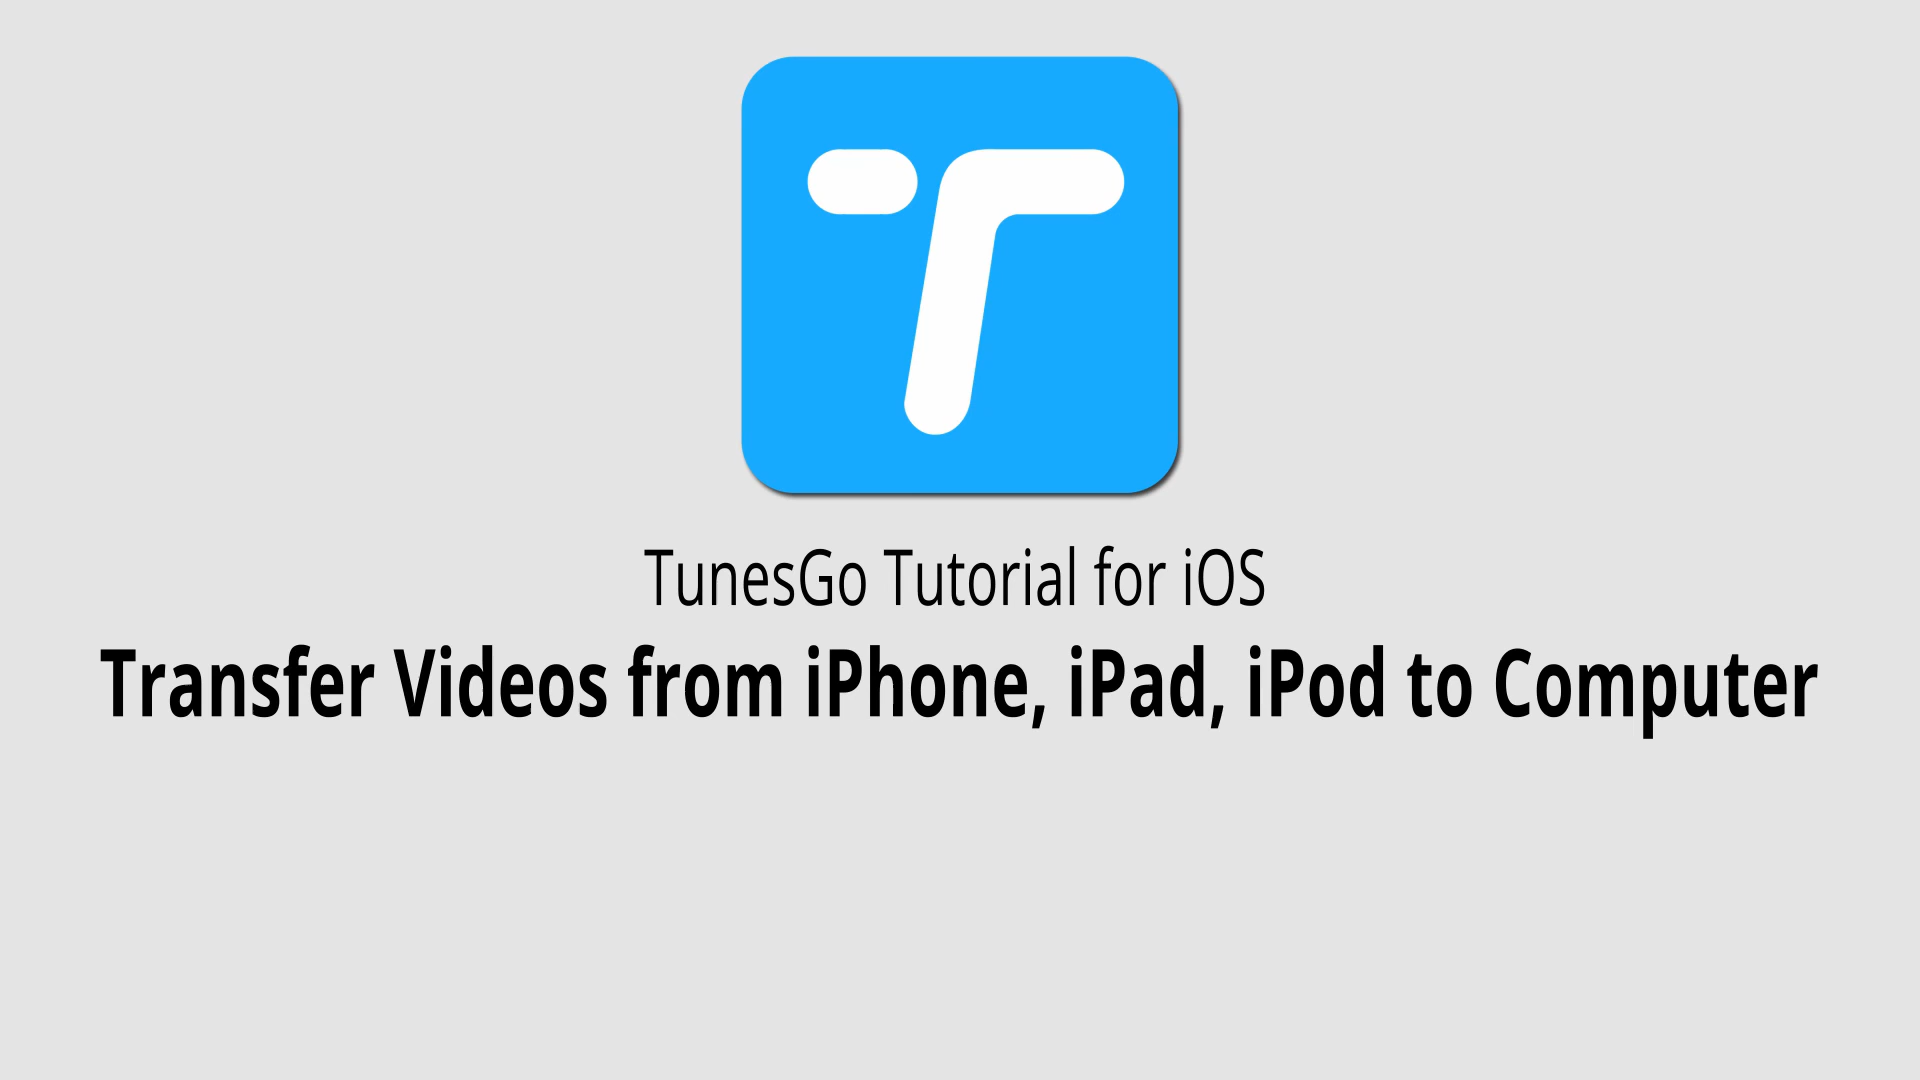 T
TunesGo Tutorial for iOS
Transfer Videos from iPhone, iPad, iPod to Computer